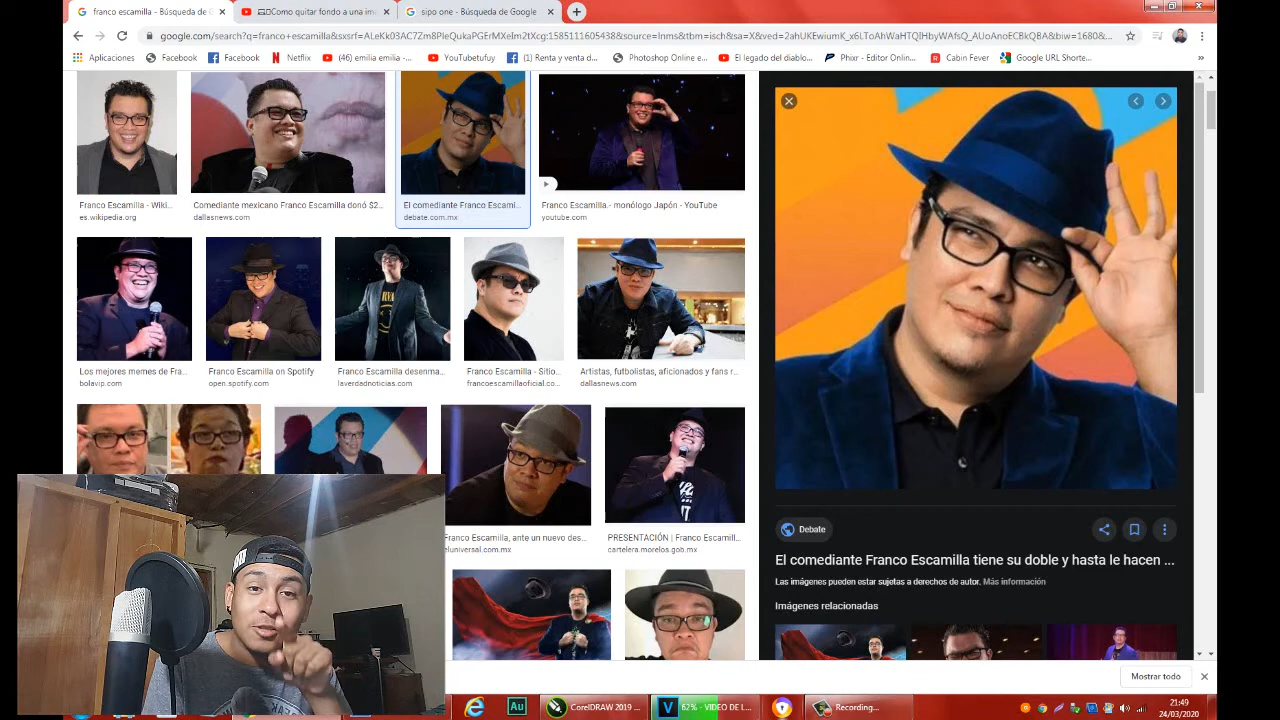 franco escamilla - Búsqueda de G
Como quitar fondo a una im
sipo one - Búsqueda de Google
google.com/search?q=franco+escamilla&sxsrf=ALeKk03AC7Zm8PleQukaPGErMXeIm2tXcg:1585111605438&source=lnms&tbm=isch&sa=X&ved=2ahUKEwiumK_x6LToAhWaHTQIHbyWAfsQ_AUoAnoECBkQBA&biw=1680&...
Aplicaciones
Facebook
Facebook
Netflix
(46) emilia emilia -...
Youtubetufuy
(1) Renta y venta d...
Photoshop Online e...
El legado del diablo...
Phixr - Editor Onlin...
Cabin Fever
Google URL Shorte...
»
Franco Escamilla - Wiki...
es.wikipedia.org
Comediante mexicano Franco Escamilla donó $2...
dallasnews.com
El comediante Franco Escami...
debate.com.mx
Franco Escamilla.- monólogo Japón - YouTube
youtube.com
Los mejores memes de Fra...
bolavip.com
Franco Escamilla on Spotify
open.spotify.com
Franco Escamilla desenma...
laverdadnoticias.com
Franco Escamilla - Sitio...
francoescamillaoficial.co...
Artistas, futbolistas, aficionados y fans r...
dallasnews.com
Franco Escamilla, ante un nuevo des...
eluniversal.com.mx
PRESENTACIÓN | Franco Escamill...
cartelera.morelos.gob.mx
Debate
El comediante Franco Escamilla tiene su doble y hasta le hacen ...
Las imágenes pueden estar sujetas a derechos de autor. Más información
Imágenes relacionadas
Mostrar todo
Au
CorelDRAW 2019 ...
V
62% - VIDEO DE L...
Recording...
21:49
24/03/2020